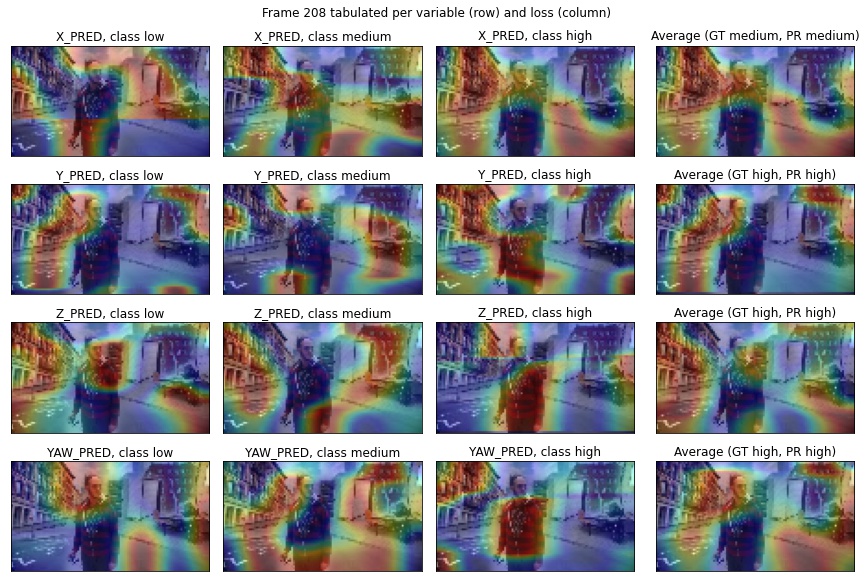 Frame 208 tabulated per variable (row) and loss (column)
X_PRED, class low
X_PRED, class medium
X_PRED, class high
Average (GT medium, PR medium)
Y_PRED, class low
Y_PRED, class medium
Y_PRED, class high
Average (GT high, PR high)
Z_PRED, class low
Z_PRED, class medium
Z_PRED, class high
Average (GT high, PR high)
YAW_PRED, class low
YAW_PRED, class medium
YAW_PRED, class high
Average (GT high, PR high)